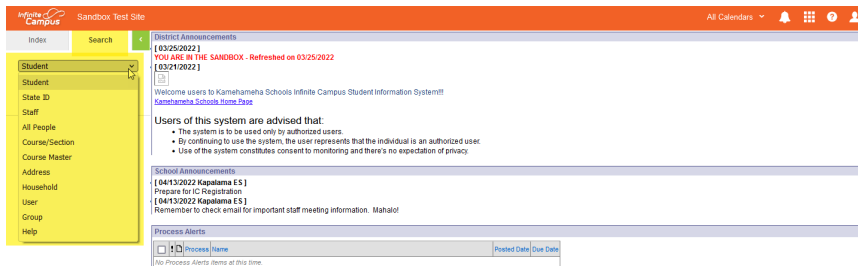 Infinite Campus Sandbox Test Site All Calendars
Index Search
Student
Student
State ID
Staff
All People
Course/Section
Course Master
Address
Household
User
Group
Help
District Announcements
[ 03/25/2022 ]
YOU ARE IN THE SANDBOX - Refreshed on 03/25/2022
[ 03/21/2022 ]
Welcome users to Kamehameha Schools Infinite Campus Student Information System!!!
Kamehameha Schools Home Page
Users of this system are advised that:
• The system is to be used only by authorized users.
• By continuing to use the system, the user represents that the individual is an authorized user.
• Use of the system constitutes consent to monitoring and there's no expectation of privacy.
School Announcements
[ 04/13/2022 Kapalama ES ]
Prepare for IC Registration
[ 04/13/2022 Kapalama ES ]
Remember to check email for important staff meeting information. Mahalo!
Process Alerts
! Process Name Posted Date Due Date
No Process Alerts items at this time.